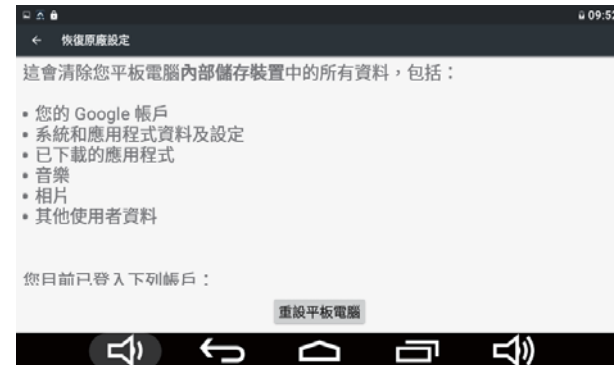 09:52
恢復原廠設定
這會清除您平板電腦內部儲存裝置中的所有資料，包括：
• 您的 Google 帳戶
• 系統和應用程式資料及設定
• 已下載的應用程式
• 音樂
• 相片
• 其他使用者資料
您目前已登入下列帳戶：
重設平板電腦